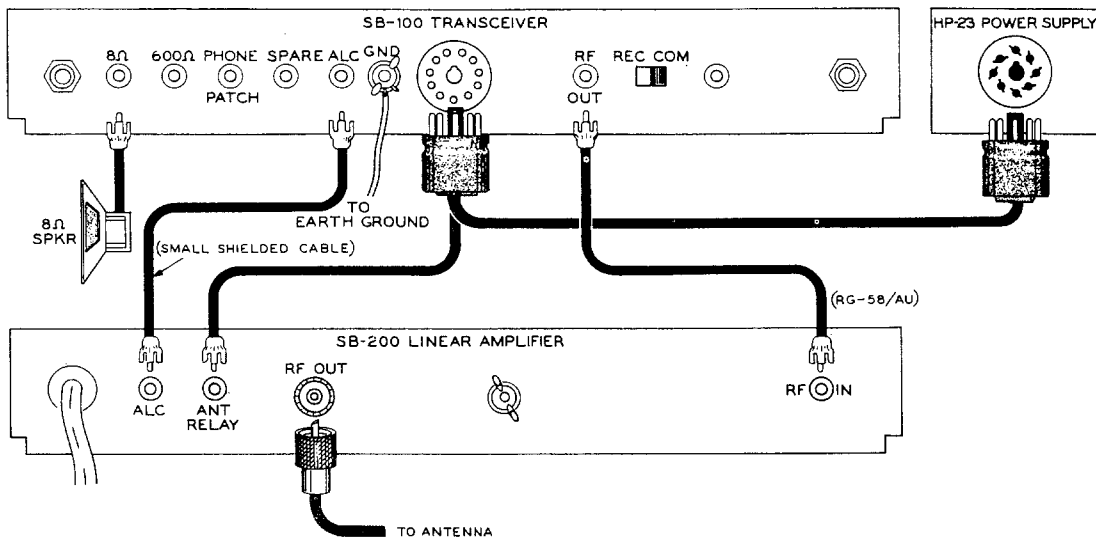 SB-100 TRANSCEIVER
HP-23 POWER SUPPLY
8Ω
600Ω
PHONE
PATCH
SPARE
ALC
GND
RF
OUT
REC COM
TO
EARTH GROUND
8Ω
SPKR
(SMALL SHIELDED CABLE)
(RG-58/AU)
SB-200 LINEAR AMPLIFIER
ALC
ANT
RELAY
RF OUT
RF IN
TO ANTENNA